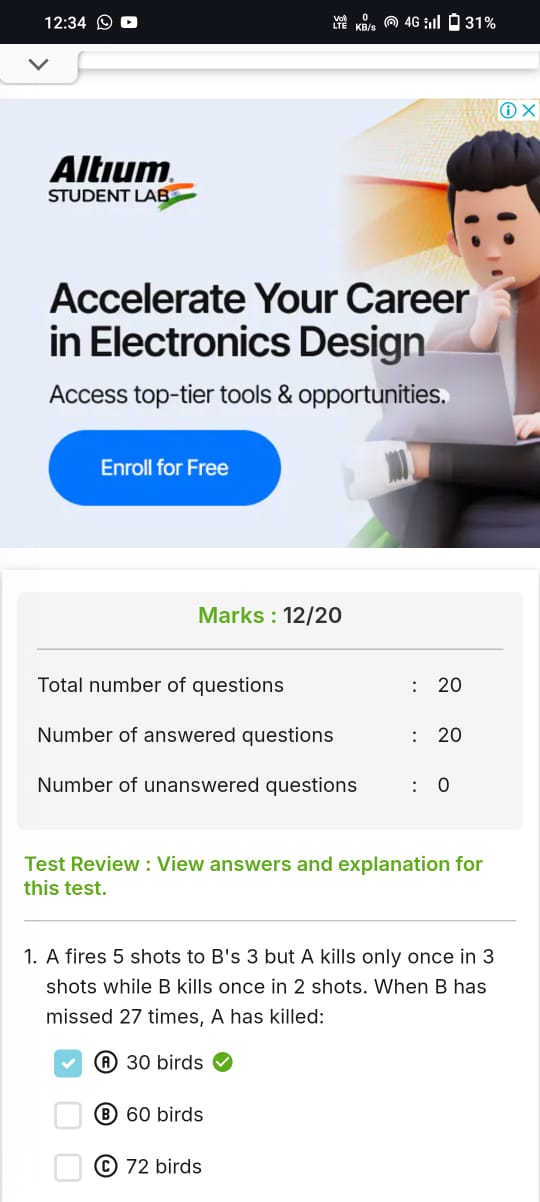 12:34 Vo) LTE 0 KB/s 4G 31%
Altıum
STUDENT LAB
Accelerate Your Career
in Electronics Design
Access top-tier tools & opportunities.
Enroll for Free
Marks : 12/20
Total number of questions : 20
Number of answered questions : 20
Number of unanswered questions : 0
Test Review : View answers and explanation for
this test.
1. A fires 5 shots to B's 3 but A kills only once in 3
shots while B kills once in 2 shots. When B has
missed 27 times, A has killed:
A 30 birds
B 60 birds
C 72 birds